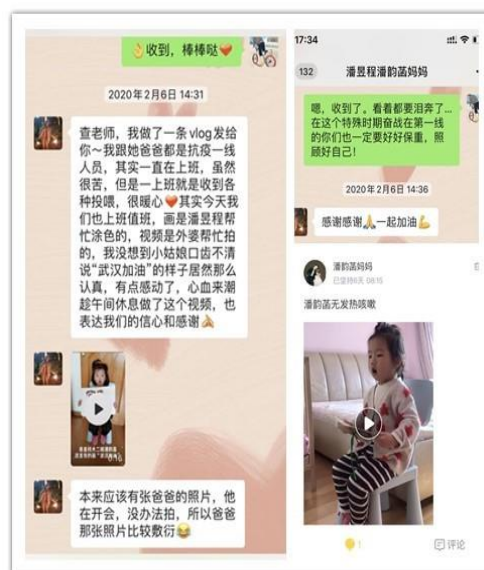 👌收到，棒棒哒❤️
2020年2月6日 14:31
查老师，我做了一条vlog发给
你～我跟她爸爸都是抗疫一线
人员，其实一直在上班，虽然
很苦，但是一上班就是收到各
种投喂，很暖心❤️其实今天我
们也上班值班，画是潘昱程帮
忙涂色的，视频是外婆帮忙拍
的，我没想到小姑娘口齿不清
说“武汉加油”的样子居然那么
认真，有点感动了，心血来潮
趁午间休息做了这个视频，也
表达我们的信心和感谢🙏
0:16
本来应该有张爸爸的照片，他
在开会，没办法拍，所以爸爸
那张照片比较敷衍😂
17:34
132
潘昱程潘韵菡妈妈
嗯，收到了。看着都要泪奔了...
在这个特殊时期奋战在第一线
的你们也一定要好好保重，照
顾好自己！
2020年2月6日 14:36
感谢感谢🙏一起加油💪
潘韵菡妈妈
已坚持6天 08:15
潘韵菡无发热咳嗽
评论